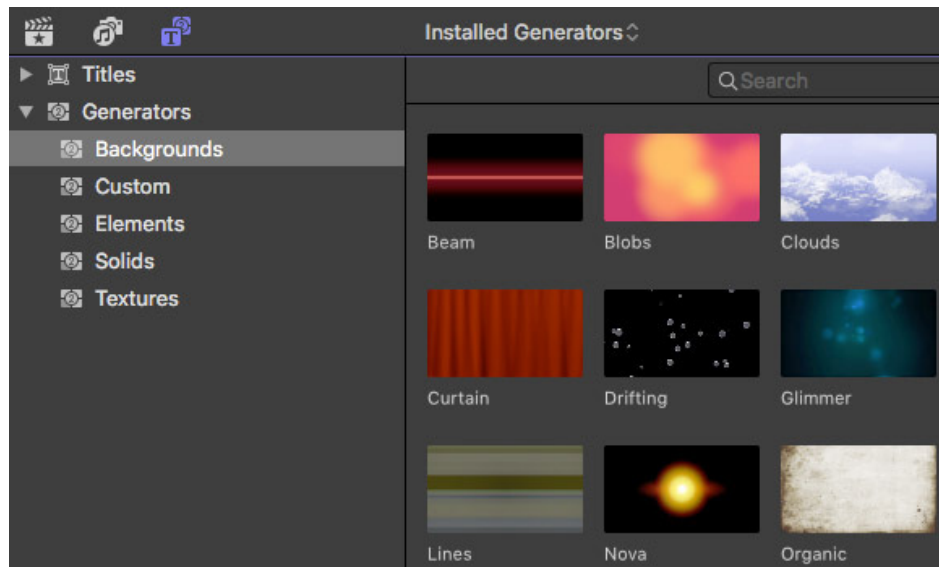 Installed Generators
Titles
Generators
Backgrounds
Custom
Elements
Solids
Textures
Search
Beam
Blobs
Clouds
Curtain
Drifting
Glimmer
Lines
Nova
Organic